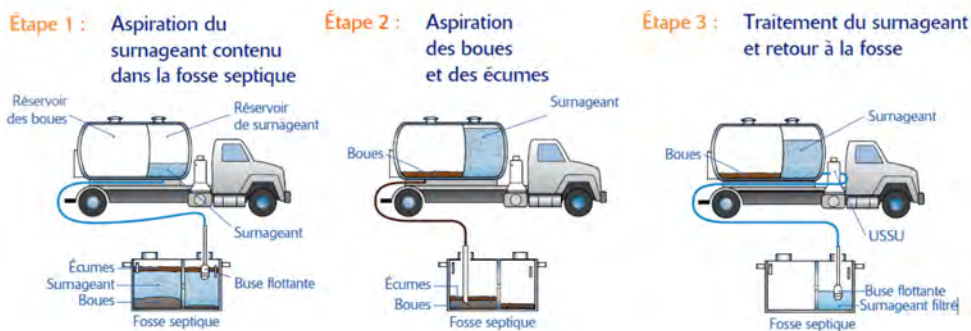 Étape 1 : Aspiration du
surnageant contenu
dans la fosse septique
Réservoir
des boues
Réservoir
de surnageant
Surnageant
Écumes
Surnageant
Boues
Buse flottante
Fosse septique
Étape 2 : Aspiration
des boues
et des écumes
Surnageant
Boues
Écumes
Boues
Fosse septique
Étape 3 : Traitement du surnageant
et retour à la fosse
Surnageant
Boues
USSU
Buse flottante
Surnageant filtré
Fosse septique